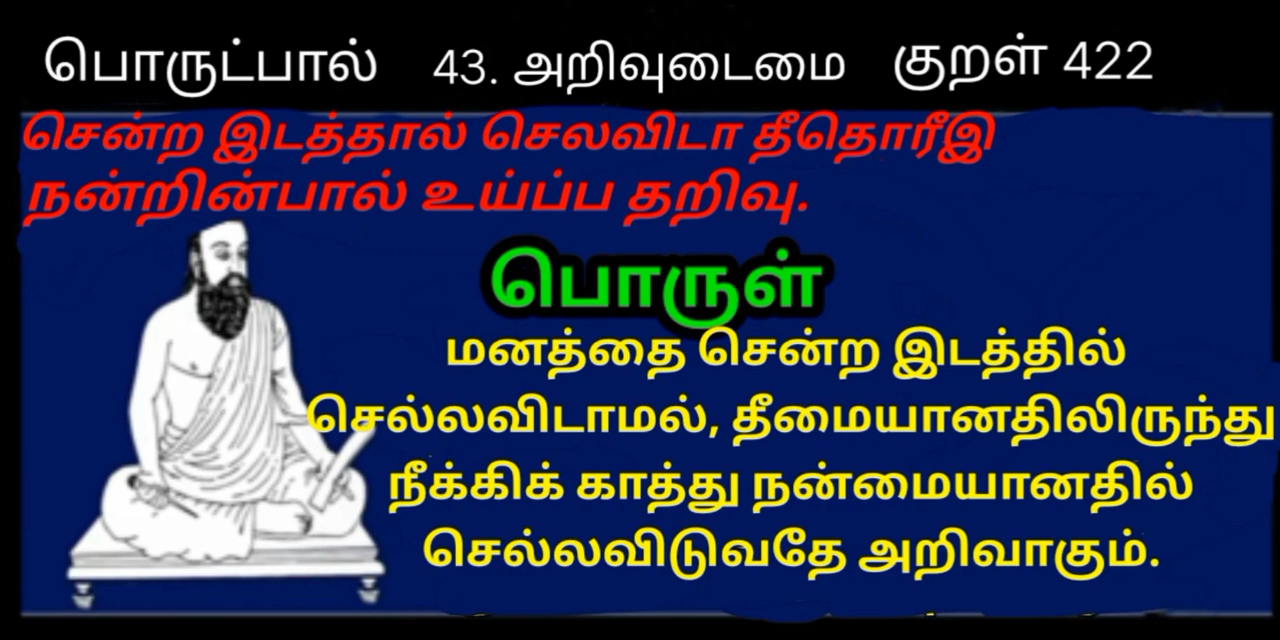 பொருட்பால் 43. அறிவுடைமை குறள் 422
சென்ற இடத்தால் செலவிடா தீதொரீஇ
நன்றின்பால் உய்ப்ப தறிவு.
பொருள்
மனத்தை சென்ற இடத்தில்
செல்லவிடாமல், தீமையானதிலிருந்து
நீக்கிக் காத்து நன்மையானதில்
செல்லவிடுவதே அறிவாகும்.